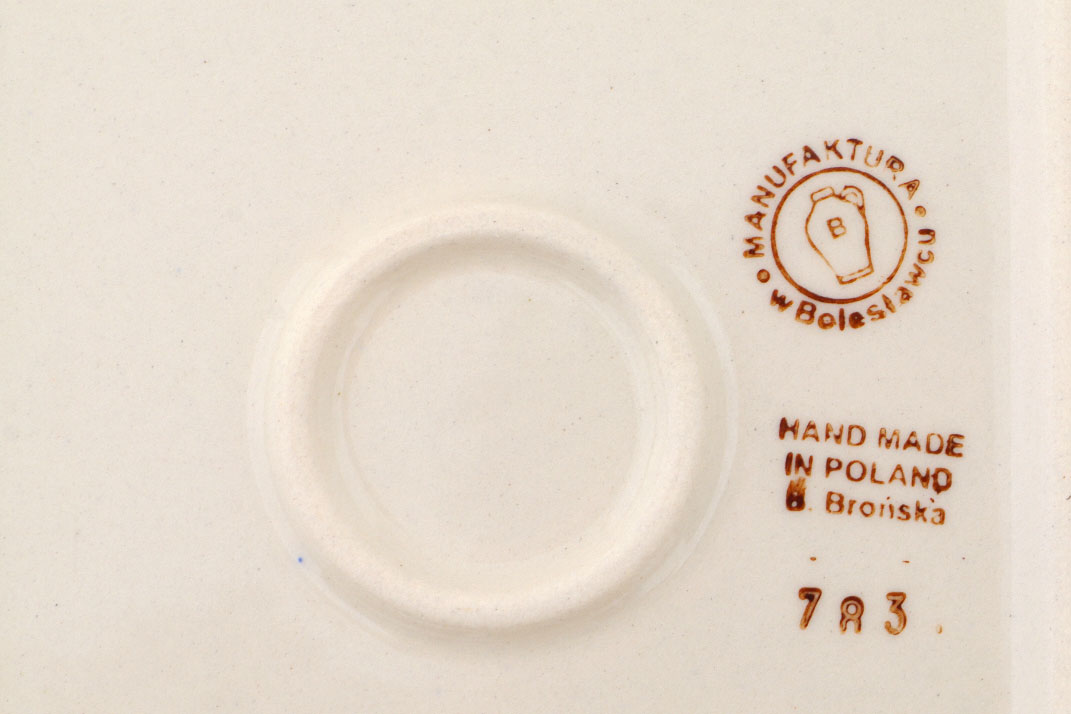 MANUFAKTURA
w Bolesławcu
B
HAND MADE
IN POLAND
B. Brońska
783